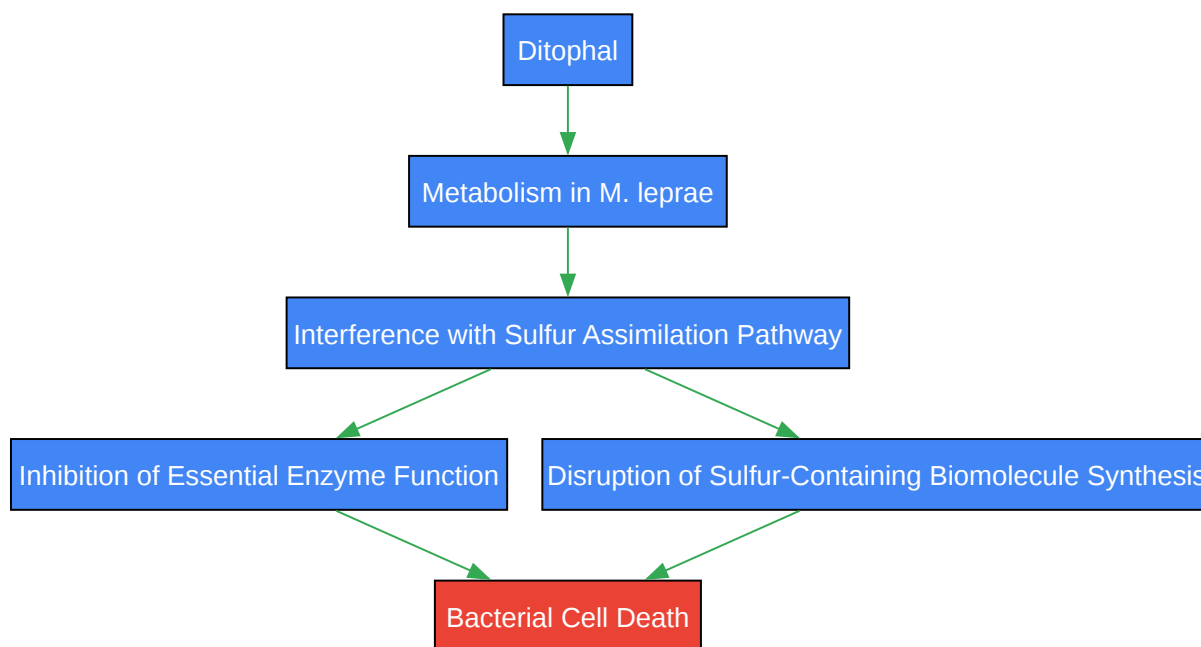 Ditophal
Metabolism in M. leprae
Interference with Sulfur Assimilation Pathway
Inhibition of Essential Enzyme Function
Disruption of Sulfur-Containing Biomolecule Synthesis
Bacterial Cell Death